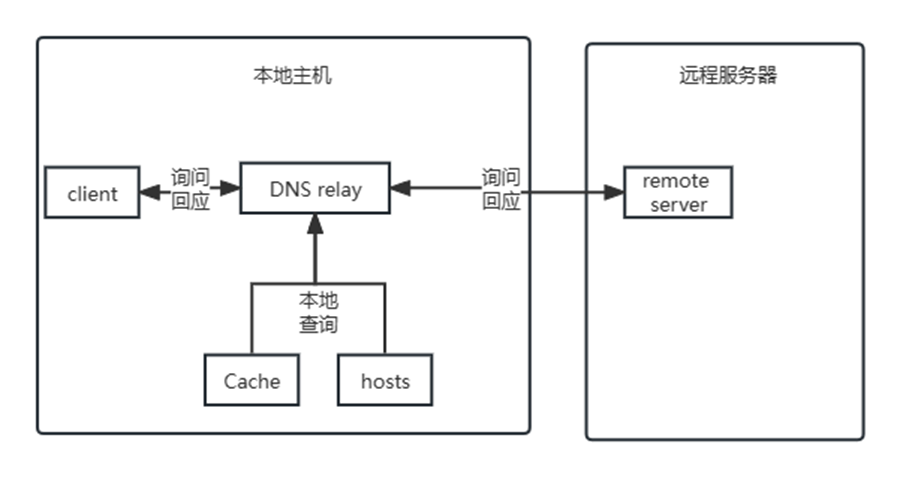 本地主机
远程服务器
client
询问
回应
DNS relay
询问
回应
remote
server
本地
查询
Cache
hosts